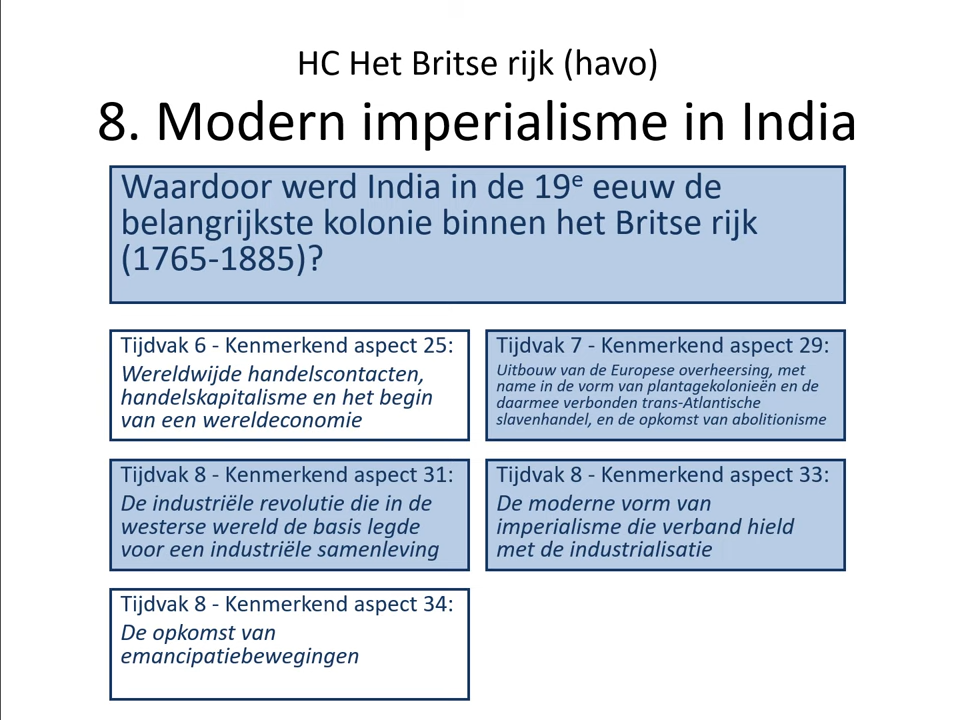 HC Het Britse rijk (havo)
8. Modern imperialisme in India
Waardoor werd India in de 19e eeuw de
belangrijkste kolonie binnen het Britse rijk
(1765-1885)?
Tijdvak 6 - Kenmerkend aspect 25:
Wereldwijde handelscontacten,
handelskapitalisme en het begin
van een wereldeconomie
Tijdvak 7 - Kenmerkend aspect 29:
Uitbouw van de Europese overheersing, met
name in de vorm van plantagekolonieën en de
daarmee verbonden trans-Atlantische
slavenhandel, en de opkomst van abolitionisme
Tijdvak 8 - Kenmerkend aspect 31:
De industriële revolutie die in de
westerse wereld de basis legde
voor een industriële samenleving
Tijdvak 8 - Kenmerkend aspect 33:
De moderne vorm van
imperialisme die verband hield
met de industrialisatie
Tijdvak 8 - Kenmerkend aspect 34:
De opkomst van
emancipatiebewegingen